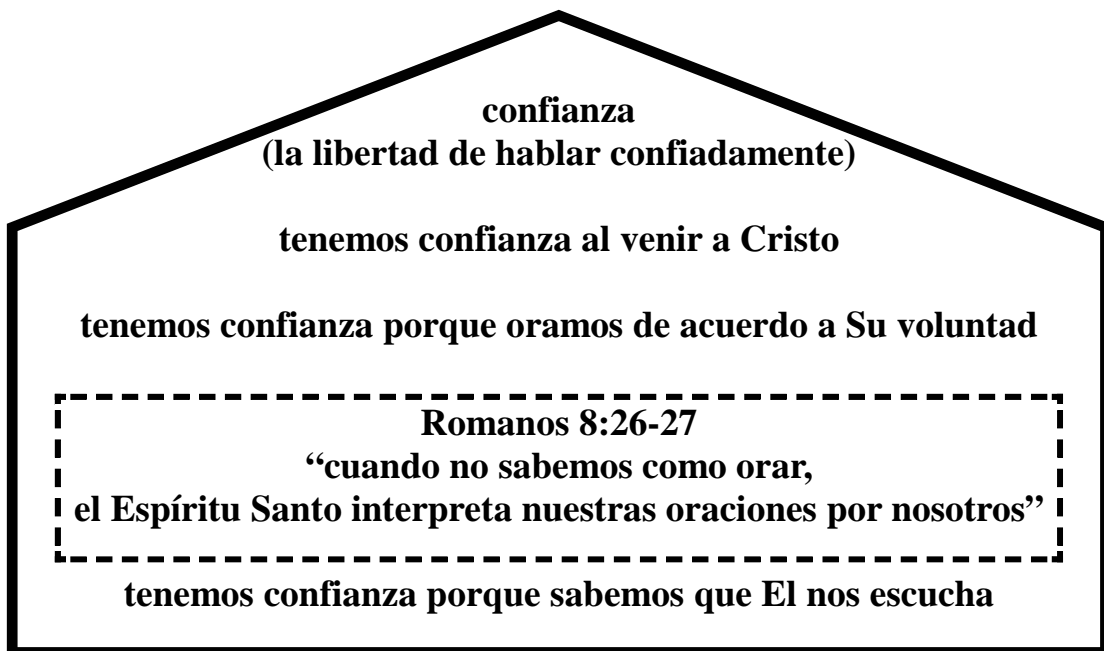 confianza
(la libertad de hablar confiadamente)
tenemos confianza al venir a Cristo
tenemos confianza porque oramos de acuerdo a Su voluntad
Romanos 8:26-27
“cuando no sabemos como orar,
el Espíritu Santo interpreta nuestras oraciones por nosotros”
tenemos confianza porque sabemos que El nos escucha